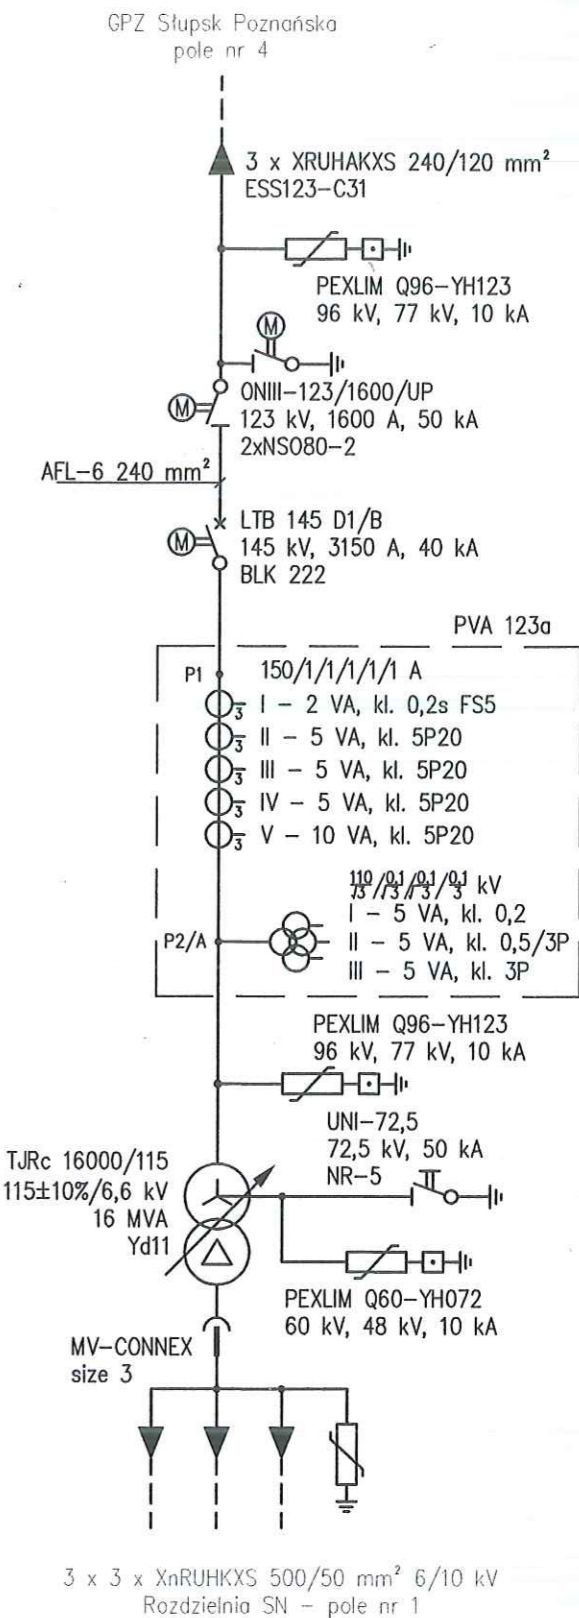 GPZ Słupsk Poznańska
pole nr 4
3 x XRUHAKXS 240/120 mm²
ESS123-C31
PEXLIM Q96-YH123
96 kV, 77 kV, 10 kA
M
ONIII-123/1600/UP
M
123 kV, 1600 A, 50 kA
2xNSO80-2
AFL-6 240 mm²
LTB 145 D1/B
M
145 kV, 3150 A, 40 kA
BLK 222
PVA 123a
P1
150/1/1/1/1/1 A
3 I - 2 VA, kl. 0,2s FS5
3 II - 5 VA, kl. 5P20
3 III - 5 VA, kl. 5P20
3 IV - 5 VA, kl. 5P20
3 V - 10 VA, kl. 5P20
110/√3/0,1/√3/0,1/√3/0,1/3 kV
I - 5 VA, kl. 0,2
P2/A
II - 5 VA, kl. 0,5/3P
III - 5 VA, kl. 3P
PEXLIM Q96-YH123
96 kV, 77 kV, 10 kA
UNI-72,5
72,5 kV, 50 kA
NR-5
TJRc 16000/115
115±10%/6,6 kV
16 MVA
Yd11
PEXLIM Q60-YH072
60 kV, 48 kV, 10 kA
MV-CONNEX
size 3
3 x 3 x XnRUHKXS 500/50 mm² 6/10 kV
Rozdzielnia SN - pole nr 1